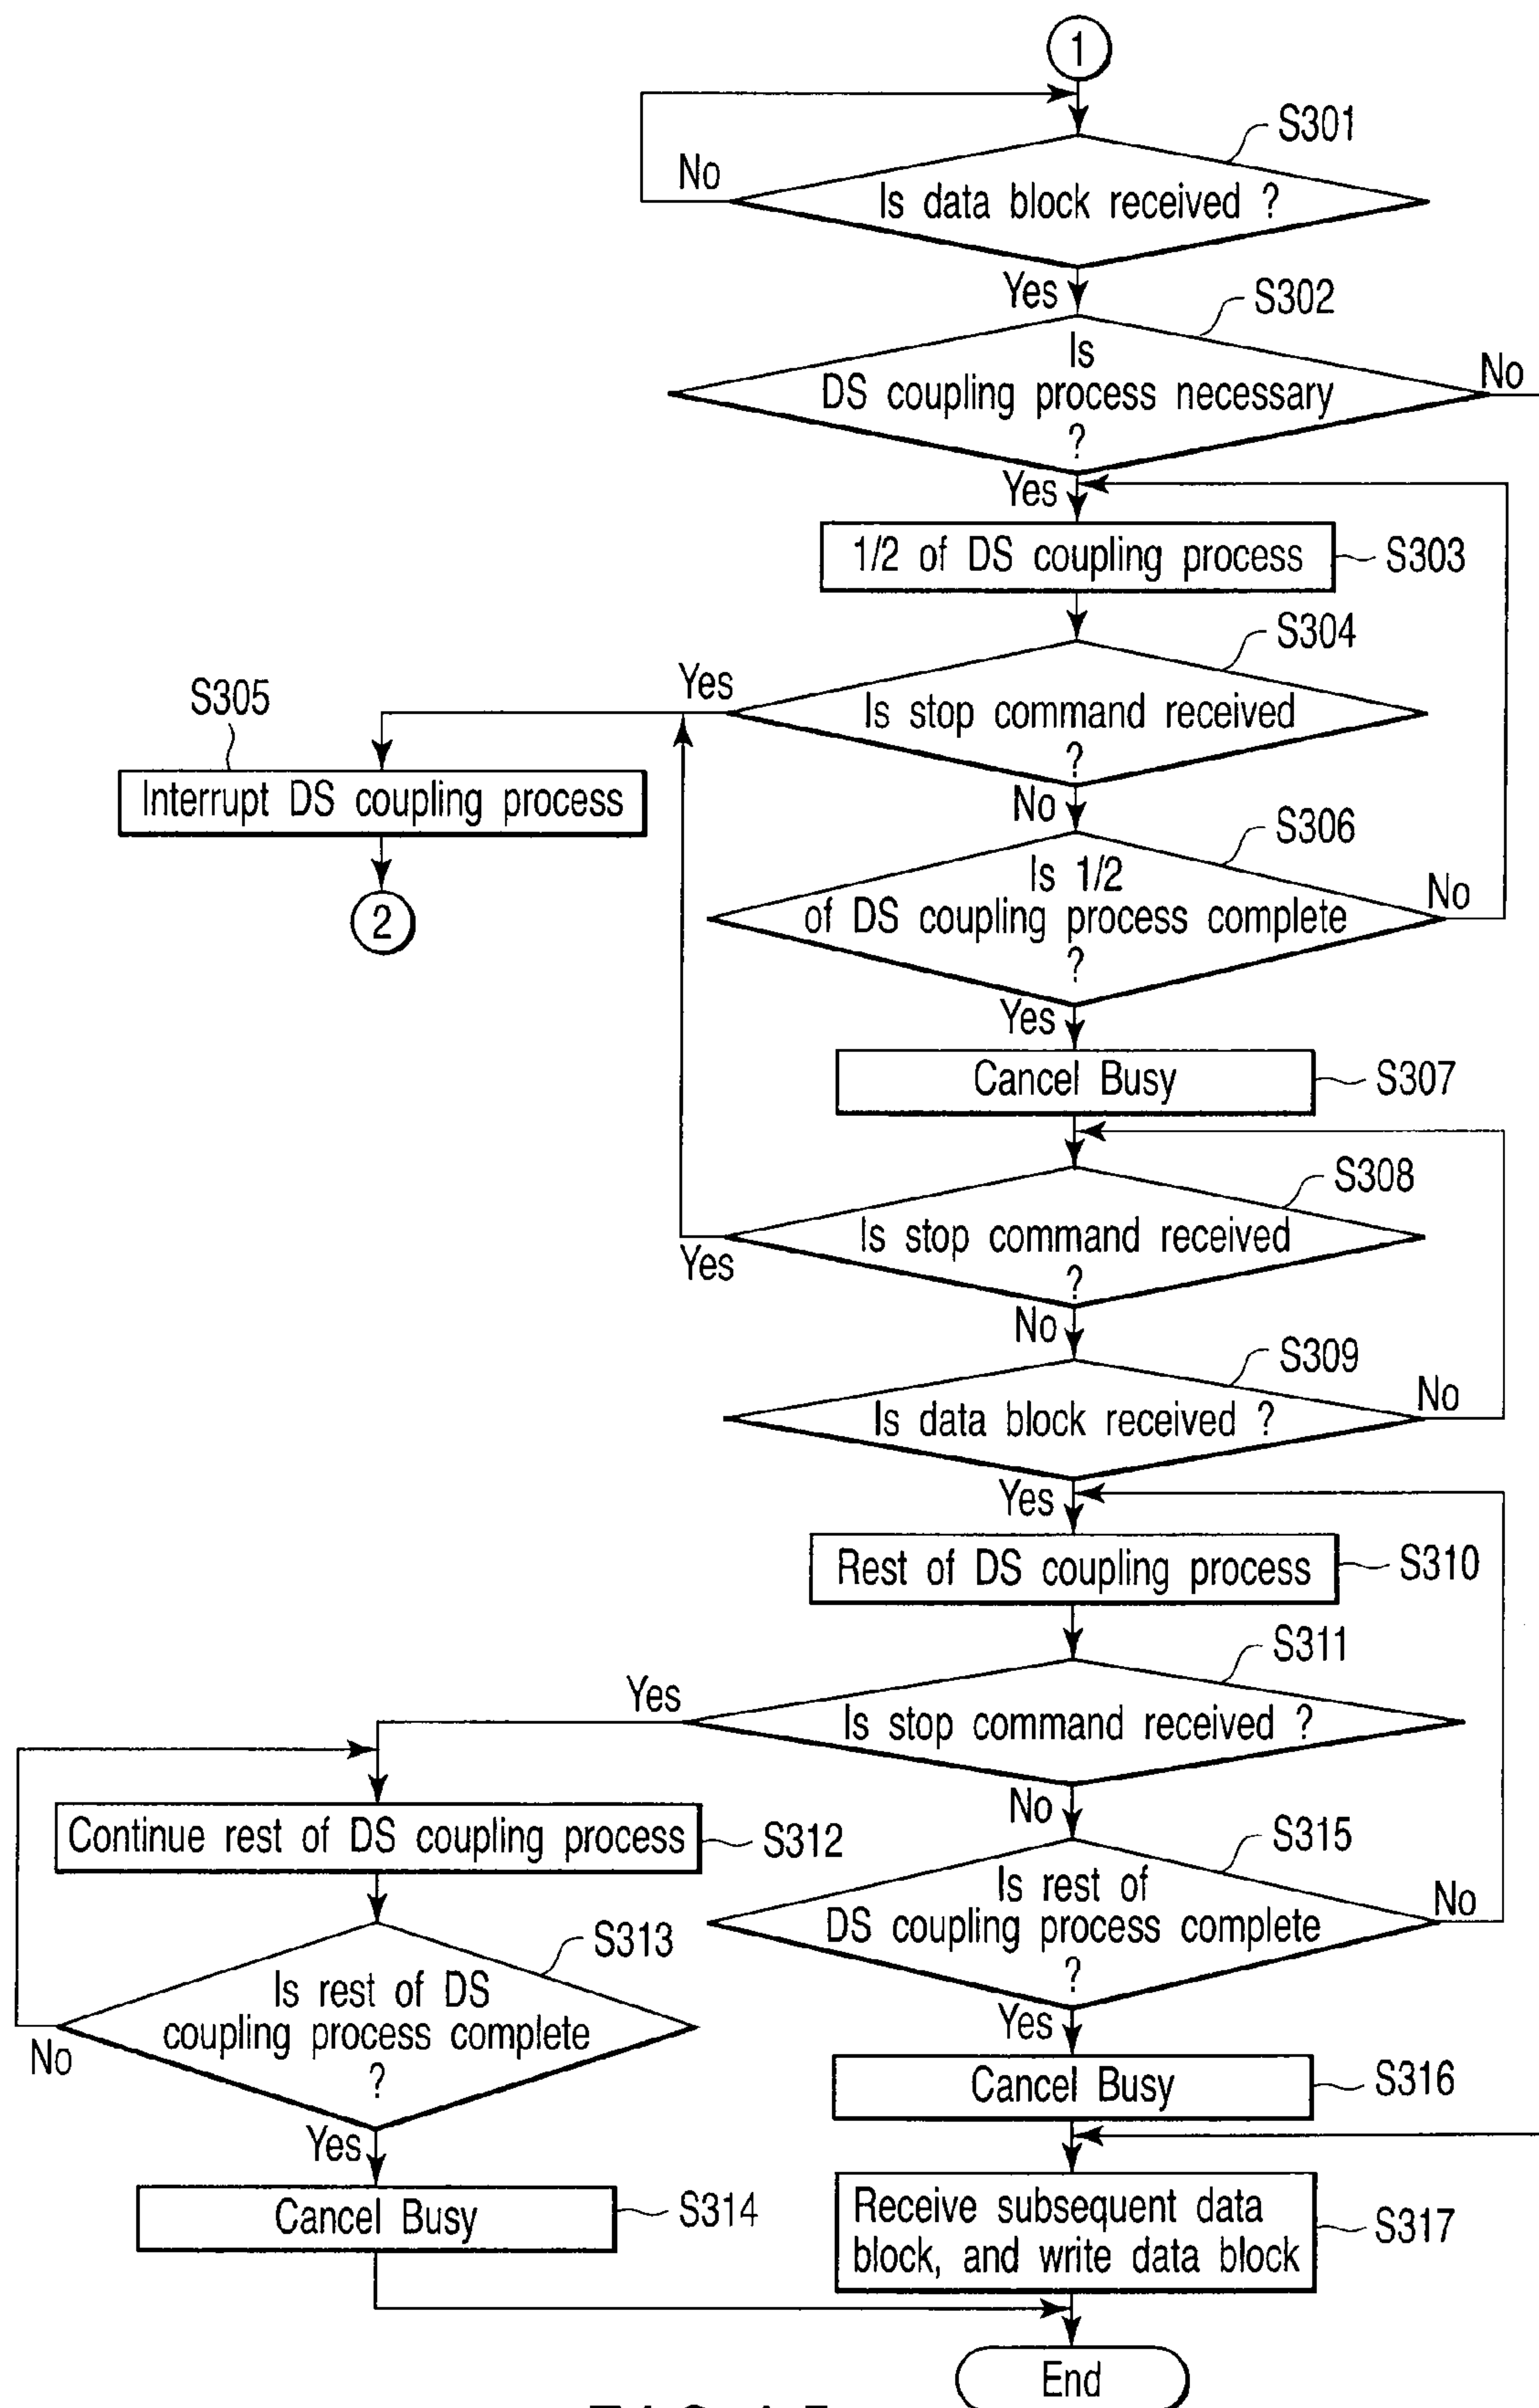 1
S301
No
Is data block received ?
Yes
S302
Is
DS coupling process necessary
?
No
Yes
1/2 of DS coupling process
S303
S304
Yes
Is stop command received
?
S305
Interrupt DS coupling process
No
S306
Is 1/2
of DS coupling process complete
?
No
2
Yes
Cancel Busy
S307
S308
Is stop command received
?
Yes
No
S309
Is data block received ?
No
Yes
Rest of DS coupling process
S310
S311
Yes
Is stop command received ?
No
Continue rest of DS coupling process
S312
S315
Is rest of
DS coupling process complete
?
No
S313
Is rest of DS
coupling process complete
?
No
Yes
Cancel Busy
S316
Yes
Cancel Busy
S314
Receive subsequent data
block, and write data block
S317
End